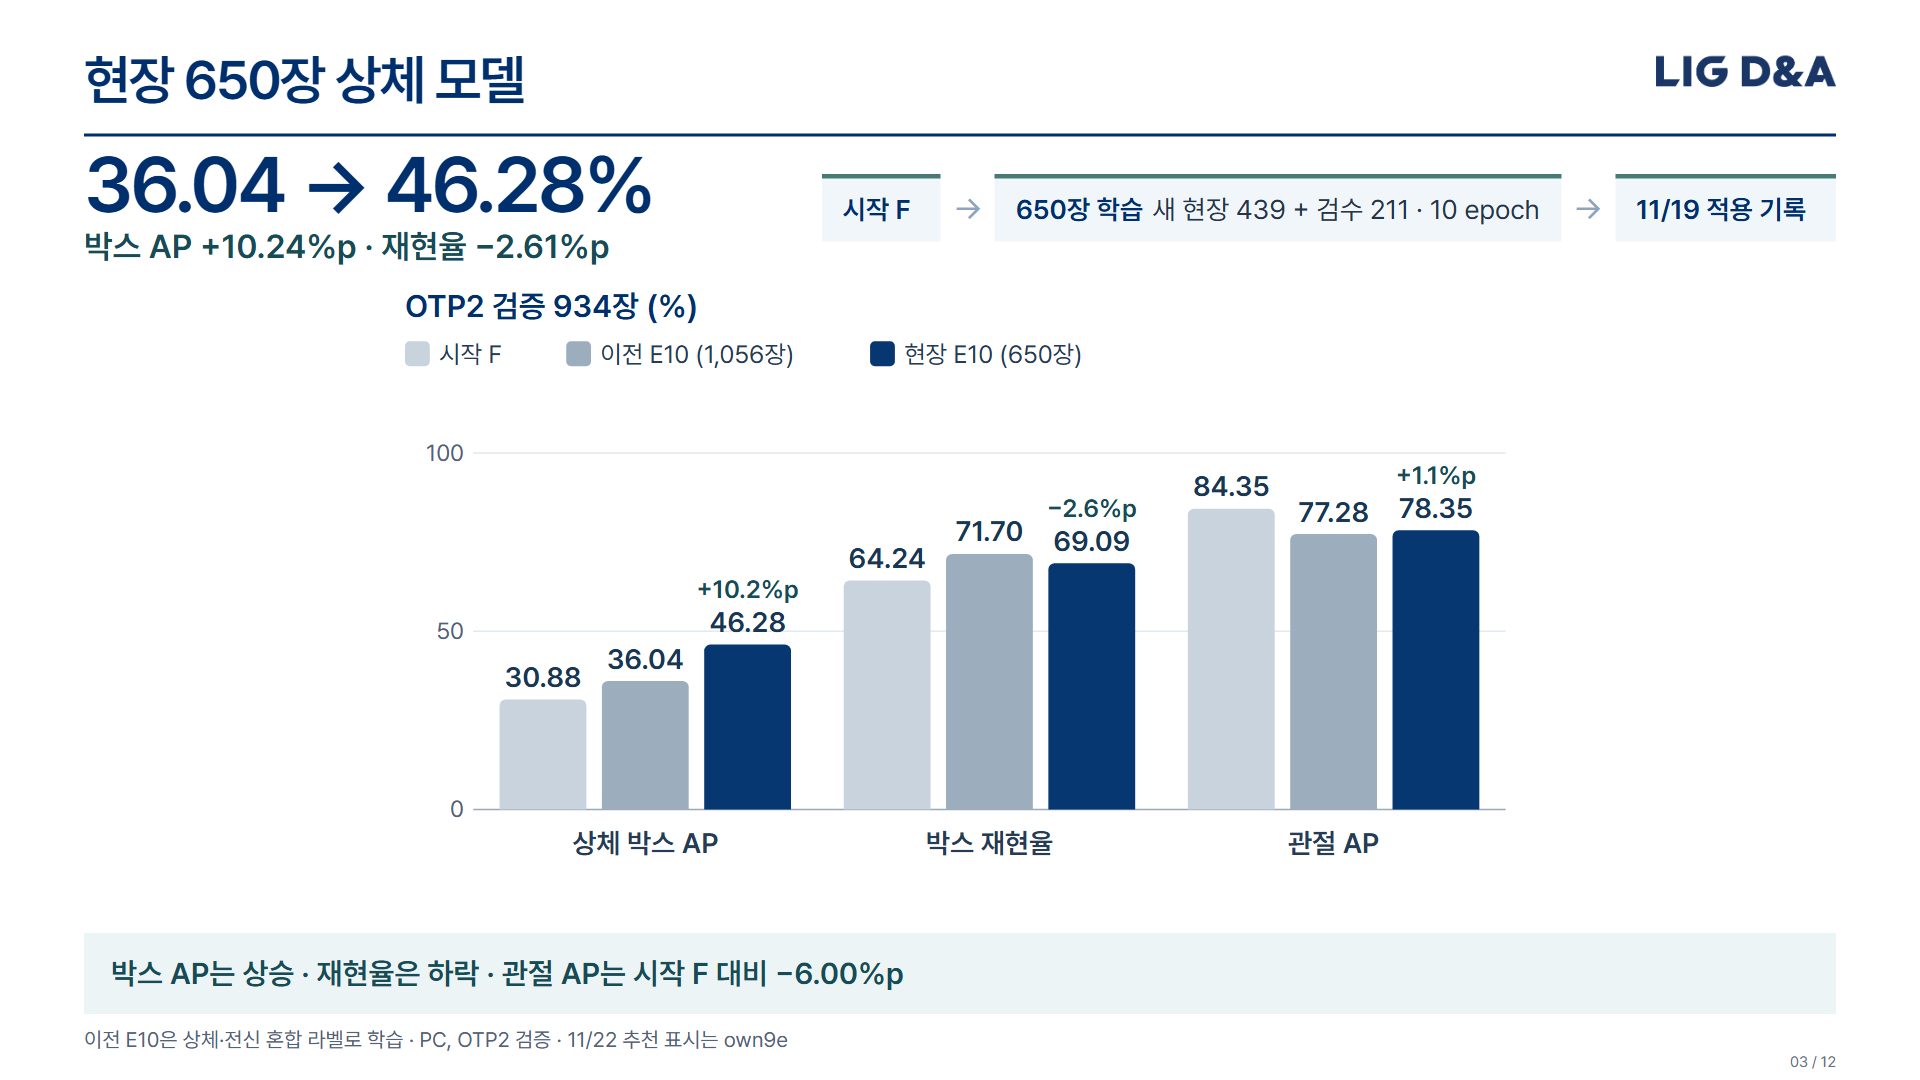 현장 650장 상체 모델
LIG D&A
36.04 → 46.28%
박스 AP +10.24%p · 재현율 −2.61%p
시작 F → 650장 학습 새 현장 439 + 검수 211 · 10 epoch → 11/19 적용 기록
OTP2 검증 934장 (%)
시작 F 이전 E10 (1,056장) 현장 E10 (650장)
100
50
0
30.88
36.04
+10.2%p
46.28
64.24
71.70
−2.6%p
69.09
84.35
77.28
+1.1%p
78.35
상체 박스 AP
박스 재현율
관절 AP
박스 AP는 상승 · 재현율은 하락 · 관절 AP는 시작 F 대비 −6.00%p
이전 E10은 상체·전신 혼합 라벨로 학습 · PC, OTP2 검증 · 11/22 추천 표시는 own9e
03 / 12